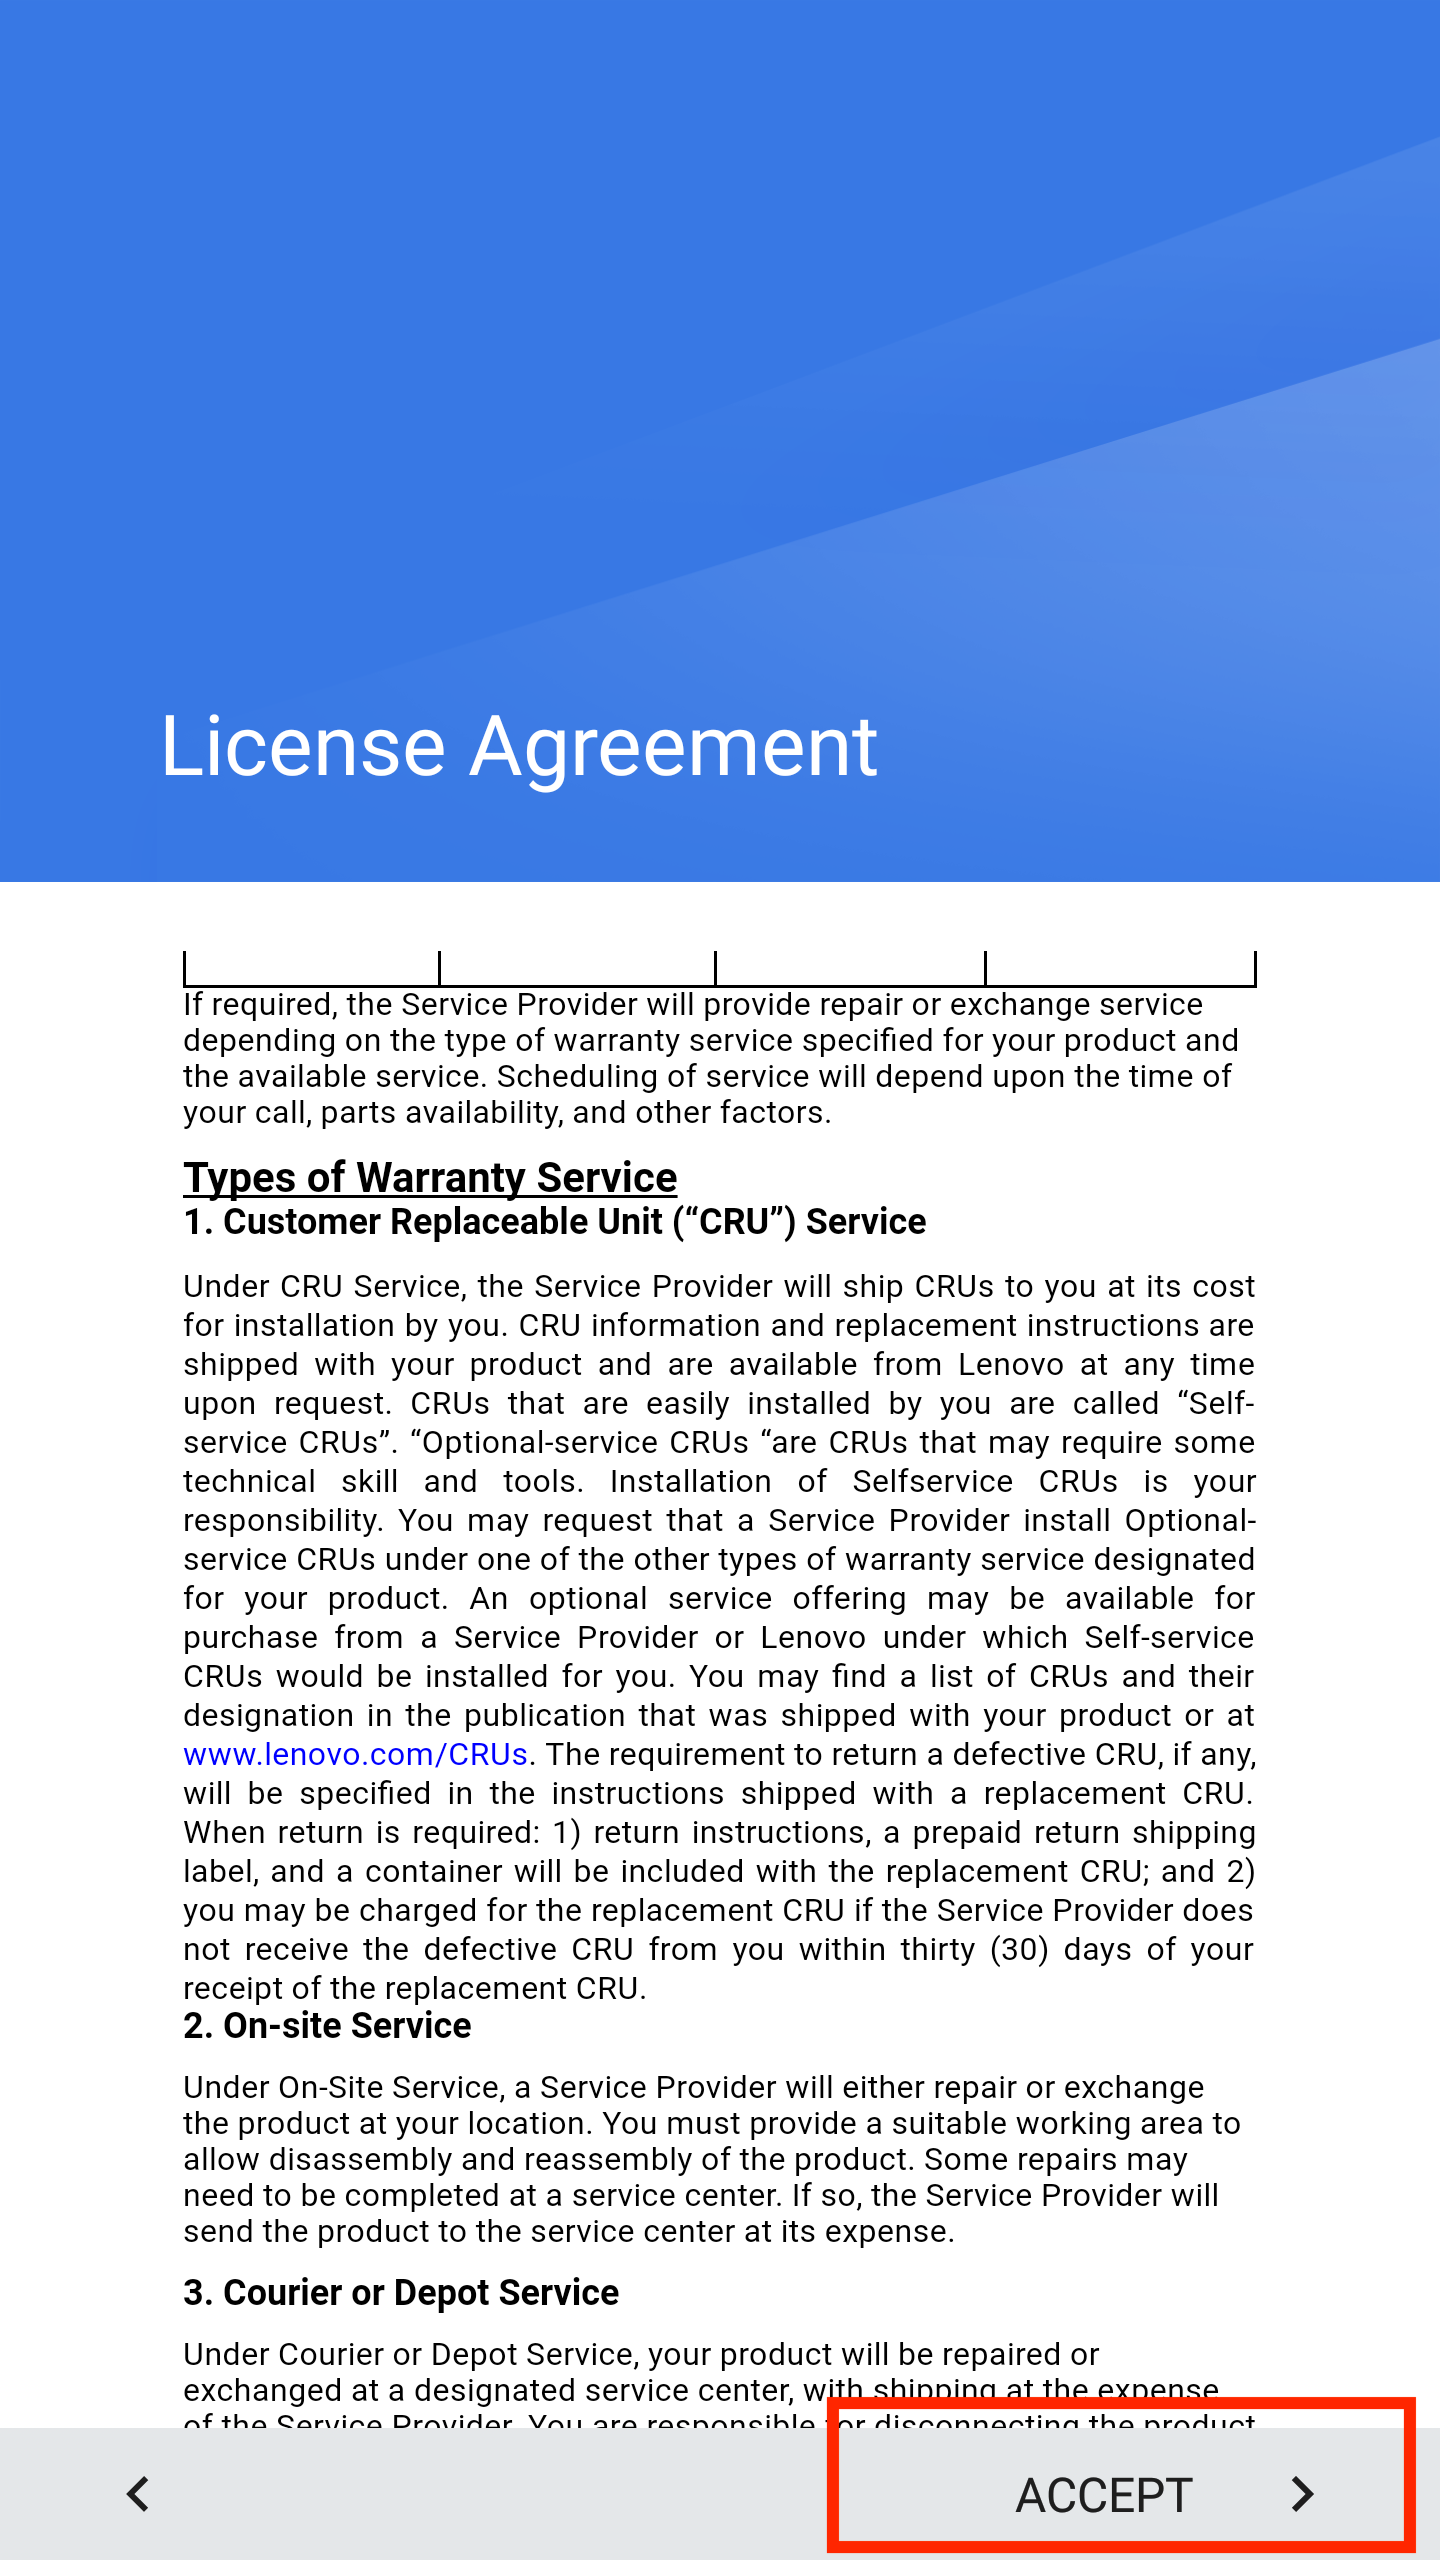 License Agreement
If required, the Service Provider will provide repair or exchange service
depending on the type of warranty service specified for your product and
the available service. Scheduling of service will depend upon the time of
your call, parts availability, and other factors.
Types of Warranty Service
1. Customer Replaceable Unit (“CRU”) Service
Under CRU Service, the Service Provider will ship CRUs to you at its cost
for installation by you. CRU information and replacement instructions are
shipped with your product and are available from Lenovo at any time
upon request. CRUs that are easily installed by you are called “Self-
service CRUs”. “Optional-service CRUs “are CRUs that may require some
technical skill and tools. Installation of Selfservice CRUs is your
responsibility. You may request that a Service Provider install Optional-
service CRUs under one of the other types of warranty service designated
for your product. An optional service offering may be available for
purchase from a Service Provider or Lenovo under which Self-service
CRUs would be installed for you. You may find a list of CRUs and their
designation in the publication that was shipped with your product or at
www.lenovo.com/CRUs. The requirement to return a defective CRU, if any,
will be specified in the instructions shipped with a replacement CRU.
When return is required: 1) return instructions, a prepaid return shipping
label, and a container will be included with the replacement CRU; and 2)
you may be charged for the replacement CRU if the Service Provider does
not receive the defective CRU from you within thirty (30) days of your
receipt of the replacement CRU.
2. On-site Service
Under On-Site Service, a Service Provider will either repair or exchange
the product at your location. You must provide a suitable working area to
allow disassembly and reassembly of the product. Some repairs may
need to be completed at a service center. If so, the Service Provider will
send the product to the service center at its expense.
3. Courier or Depot Service
Under Courier or Depot Service, your product will be repaired or
exchanged at a designated service center, with shipping at the expense
of the Service Provider. You are responsible for disconnecting the product
ACCEPT